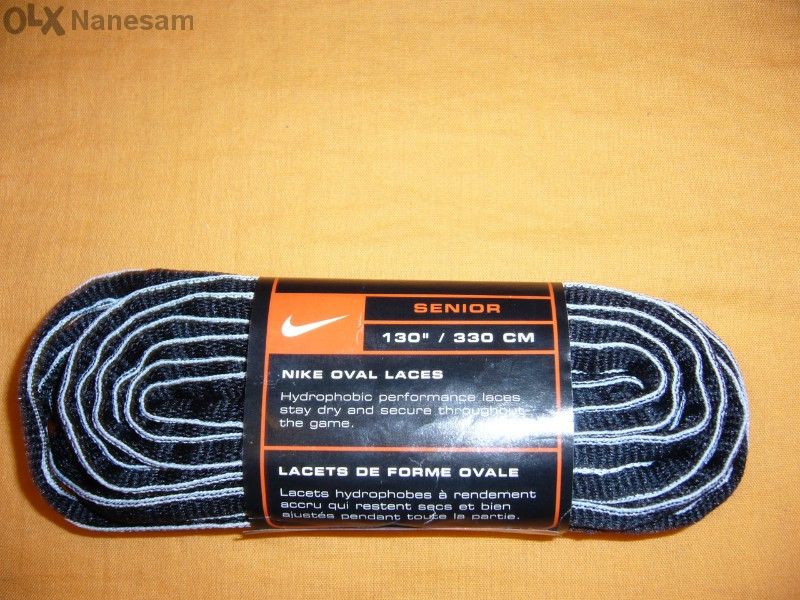 OLX Nanesam
SENIOR
130" / 330 CM
NIKE OVAL LACES
Hydrophobic performance laces
stay dry and secure throughout
the game.
LACETS DE FORME OVALE
Lacets hydrophobes à rendement
accru qui restent secs et bien
ajustés pendant toute la partie.